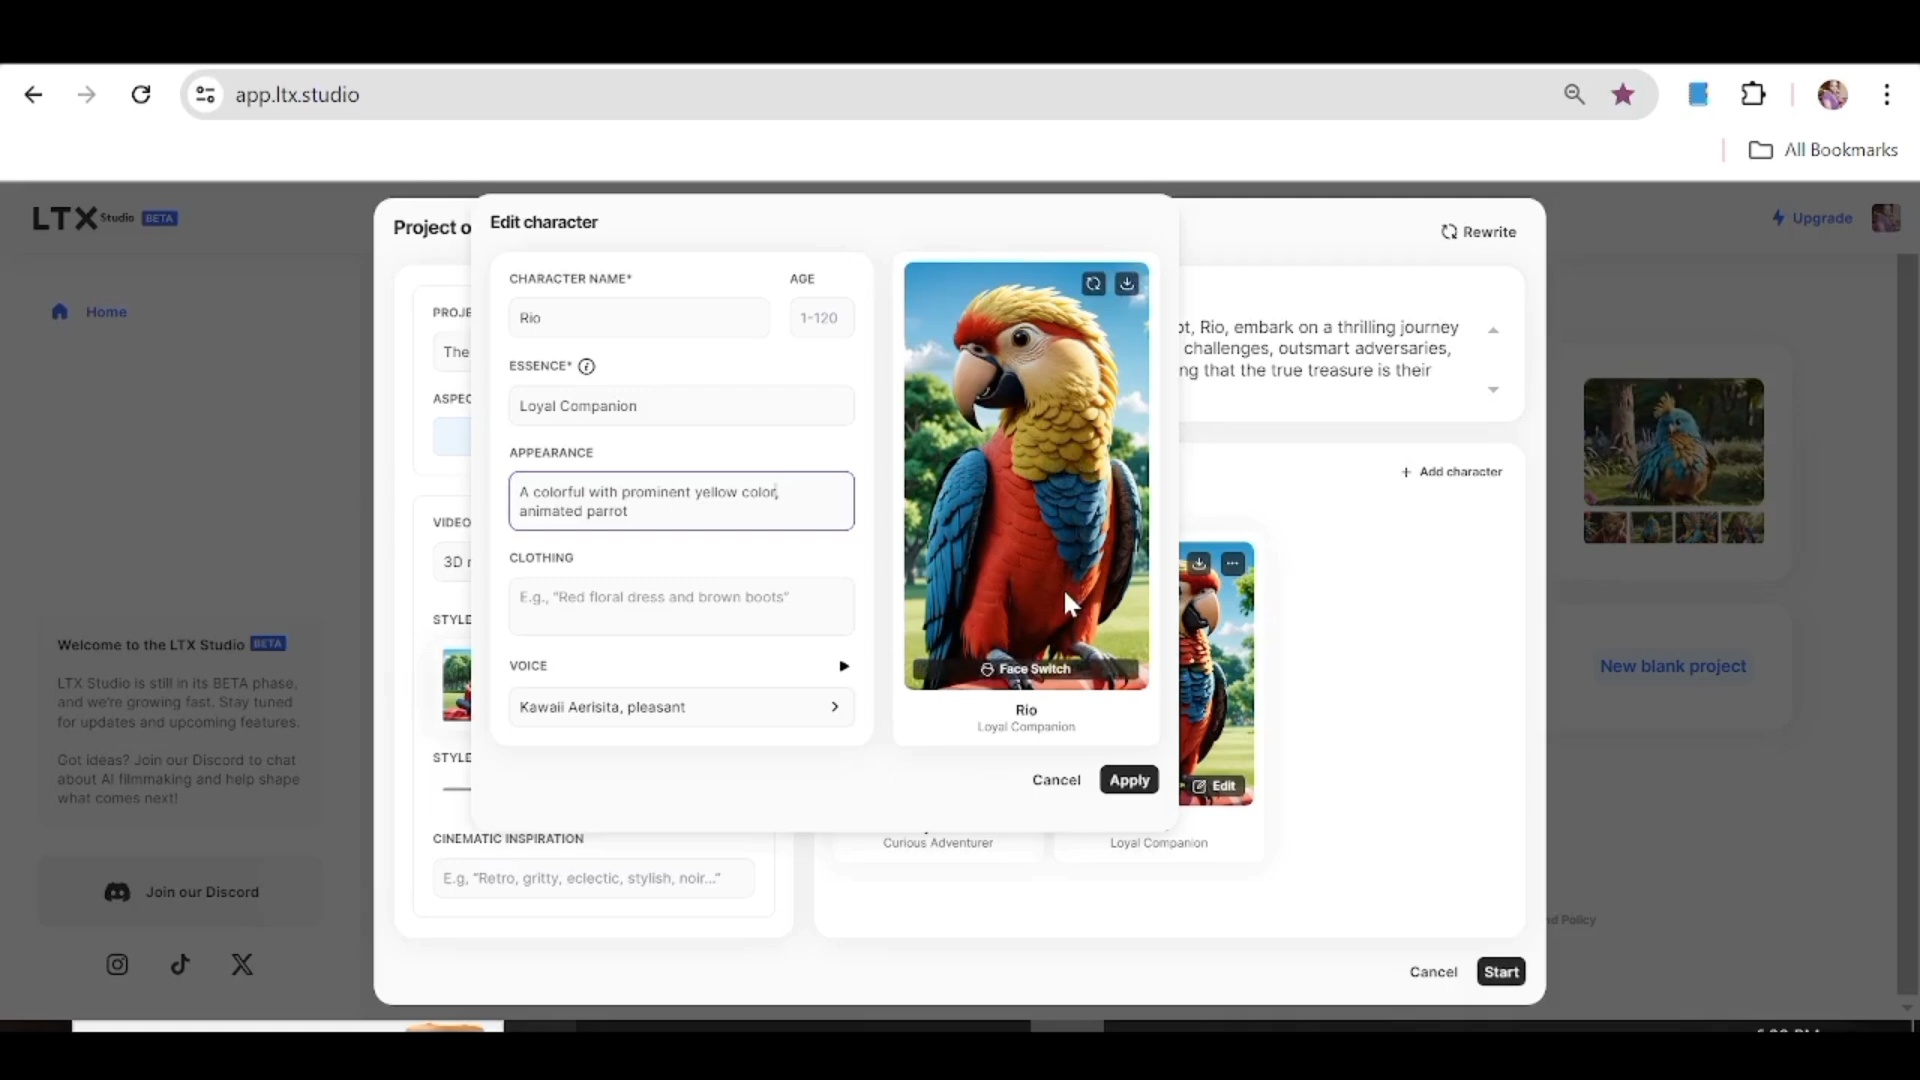 app.ltx.studio
All Bookmarks
LTX Studio BETA
Upgrade
Home
Welcome to the LTX Studio BETA
LTX Studio is still in its BETA phase,
and we're growing fast. Stay tuned
for updates and upcoming features.
Got ideas? Join our Discord to chat
about AI filmmaking and help shape
what comes next!
Join our Discord
Project o
Rewrite
PROJE
The
ASPEC
VIDEO
3D
STYLE
STYLE
CINEMATIC INSPIRATION
E.g, "Retro, gritty, eclectic, stylish, noir..."
Edit character
CHARACTER NAME*
AGE
Rio
1-120
ESSENCE*
Loyal Companion
APPEARANCE
A colorful with prominent yellow color,
animated parrot
CLOTHING
E.g., "Red floral dress and brown boots"
VOICE
Kawaii Aerisita, pleasant
Face Switch
Rio
Loyal Companion
Cancel
Apply
ot, Rio, embark on a thrilling journey
challenges, outsmart adversaries,
ng that the true treasure is their
Add character
Edit
Curious Adventurer
Loyal Companion
Cancel
Start
New blank project
nd Policy